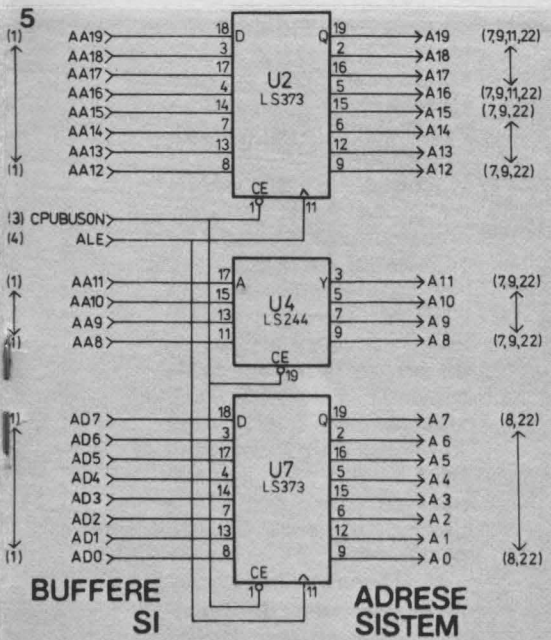 5
(1) AA19 18 D Q 19 A19 (7,9,11,22)
AA18 3 2 A18
AA17 17 U2 16 A17
AA16 4 LS373 5 A16 (7,9,11,22)
AA15 14 15 A15 (7,9,22)
AA14 7 6 A14
AA13 13 12 A13
(1) AA12 8 9 A12 (7,9,22)
CE
(3) CPUBUSON 1 11
(4) ALE
(1) AA11 17 A Y 3 A11 (7,9,22)
AA10 15 U4 5 A10
AA9 13 LS244 7 A9
(1) AA8 11 9 A8 (7,9,22)
CE
19
(1) AD7 18 D Q 19 A7 (8,22)
AD6 3 2 A6
AD5 17 U7 16 A5
AD4 4 LS373 5 A4
AD3 14 15 A3
AD2 7 6 A2
AD1 13 12 A1
(1) AD0 8 9 A0 (8,22)
CE
1 11
BUFFERE ADRESE
SI SISTEM